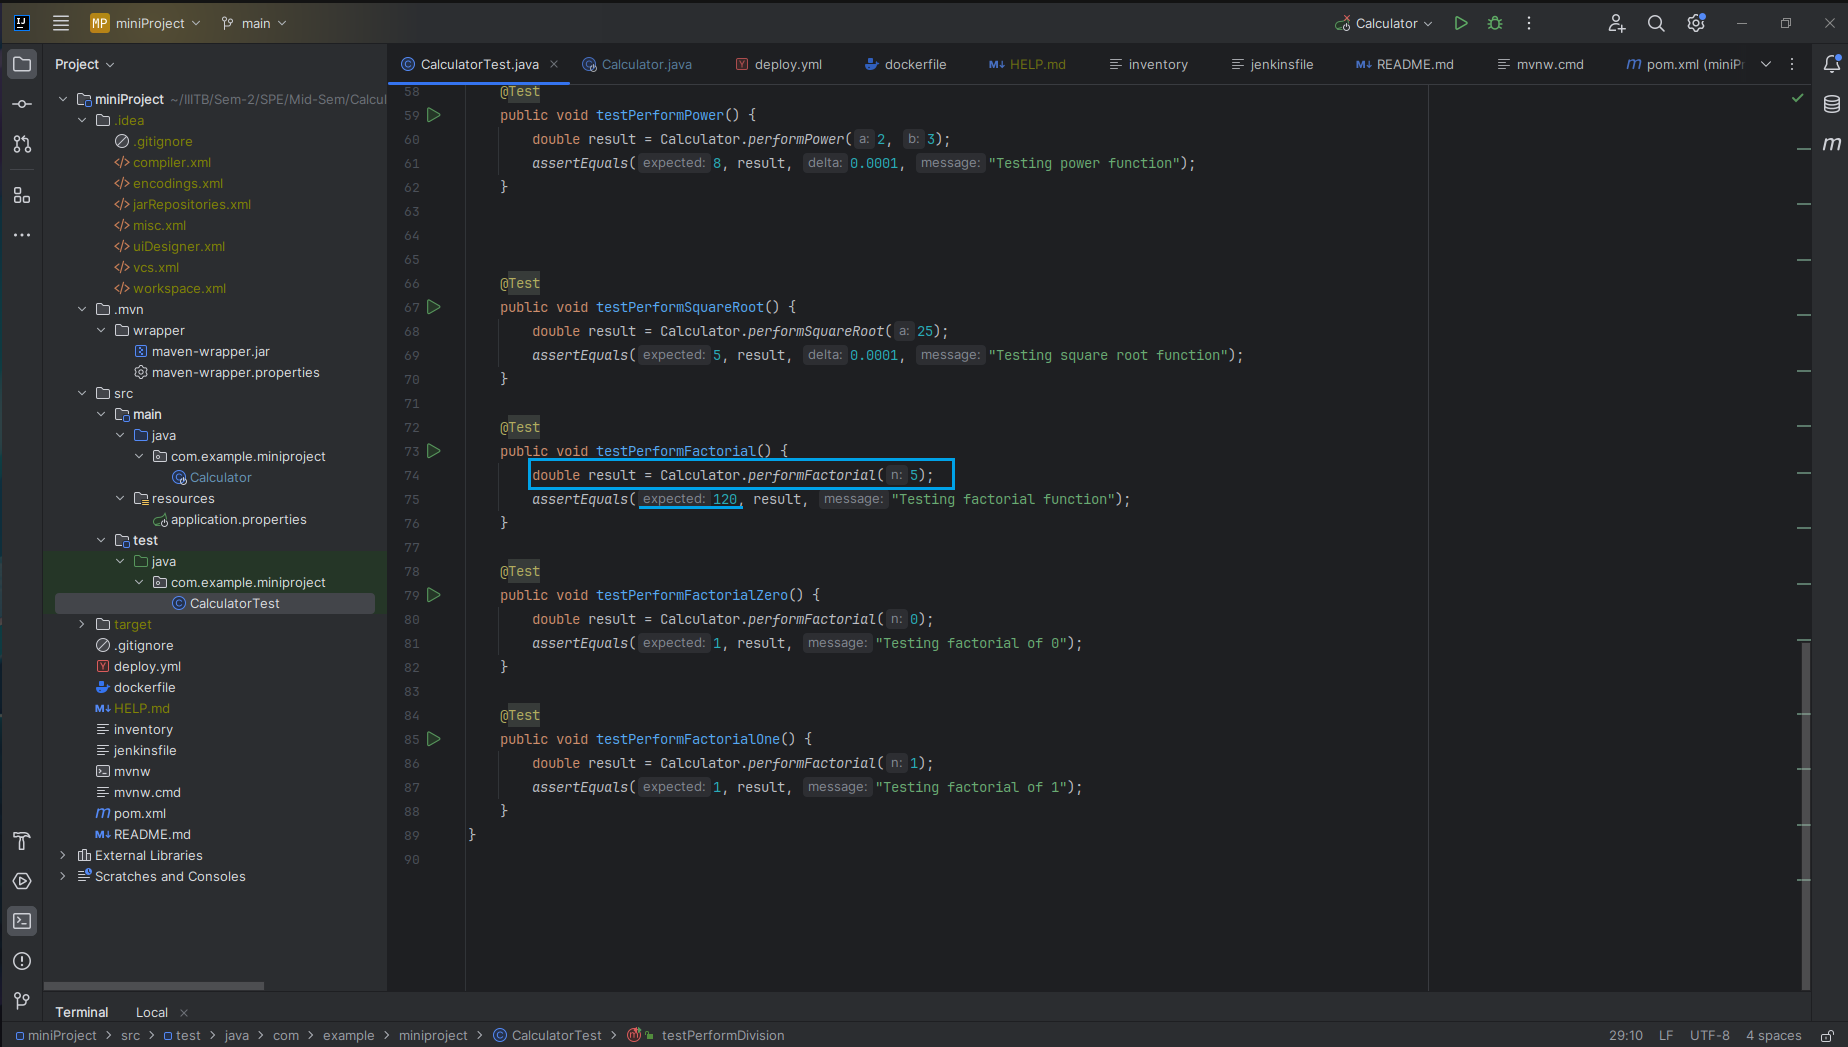 MP miniProject main Calculator
Project
CalculatorTest.java Calculator.java deploy.yml dockerfile HELP.md inventory jenkinsfile README.md mvnw.cmd pom.xml (miniPr
miniProject ~/IIITB/Sem-2/SPE/Mid-Sem/Calcul
.idea
.gitignore
compiler.xml
encodings.xml
jarRepositories.xml
misc.xml
uiDesigner.xml
vcs.xml
workspace.xml
.mvn
wrapper
maven-wrapper.jar
maven-wrapper.properties
src
main
java
com.example.miniproject
Calculator
resources
application.properties
test
java
com.example.miniproject
CalculatorTest
target
.gitignore
deploy.yml
dockerfile
HELP.md
inventory
jenkinsfile
mvnw
mvnw.cmd
pom.xml
README.md
External Libraries
Scratches and Consoles
58 @Test
59 public void testPerformPower() {
60 double result = Calculator.performPower( a: 2, b: 3);
61 assertEquals( expected: 8, result, delta: 0.0001, message: "Testing power function");
62 }
63
64
65
66 @Test
67 public void testPerformSquareRoot() {
68 double result = Calculator.performSquareRoot( a: 25);
69 assertEquals( expected: 5, result, delta: 0.0001, message: "Testing square root function");
70 }
71
72 @Test
73 public void testPerformFactorial() {
74 double result = Calculator.performFactorial( n: 5);
75 assertEquals( expected: 120, result, message: "Testing factorial function");
76 }
77
78 @Test
79 public void testPerformFactorialZero() {
80 double result = Calculator.performFactorial( n: 0);
81 assertEquals( expected: 1, result, message: "Testing factorial of 0");
82 }
83
84 @Test
85 public void testPerformFactorialOne() {
86 double result = Calculator.performFactorial( n: 1);
87 assertEquals( expected: 1, result, message: "Testing factorial of 1");
88 }
89 }
90
Terminal Local
miniProject > src > test > java > com > example > miniproject > CalculatorTest > testPerformDivision 29:10 LF UTF-8 4 spaces